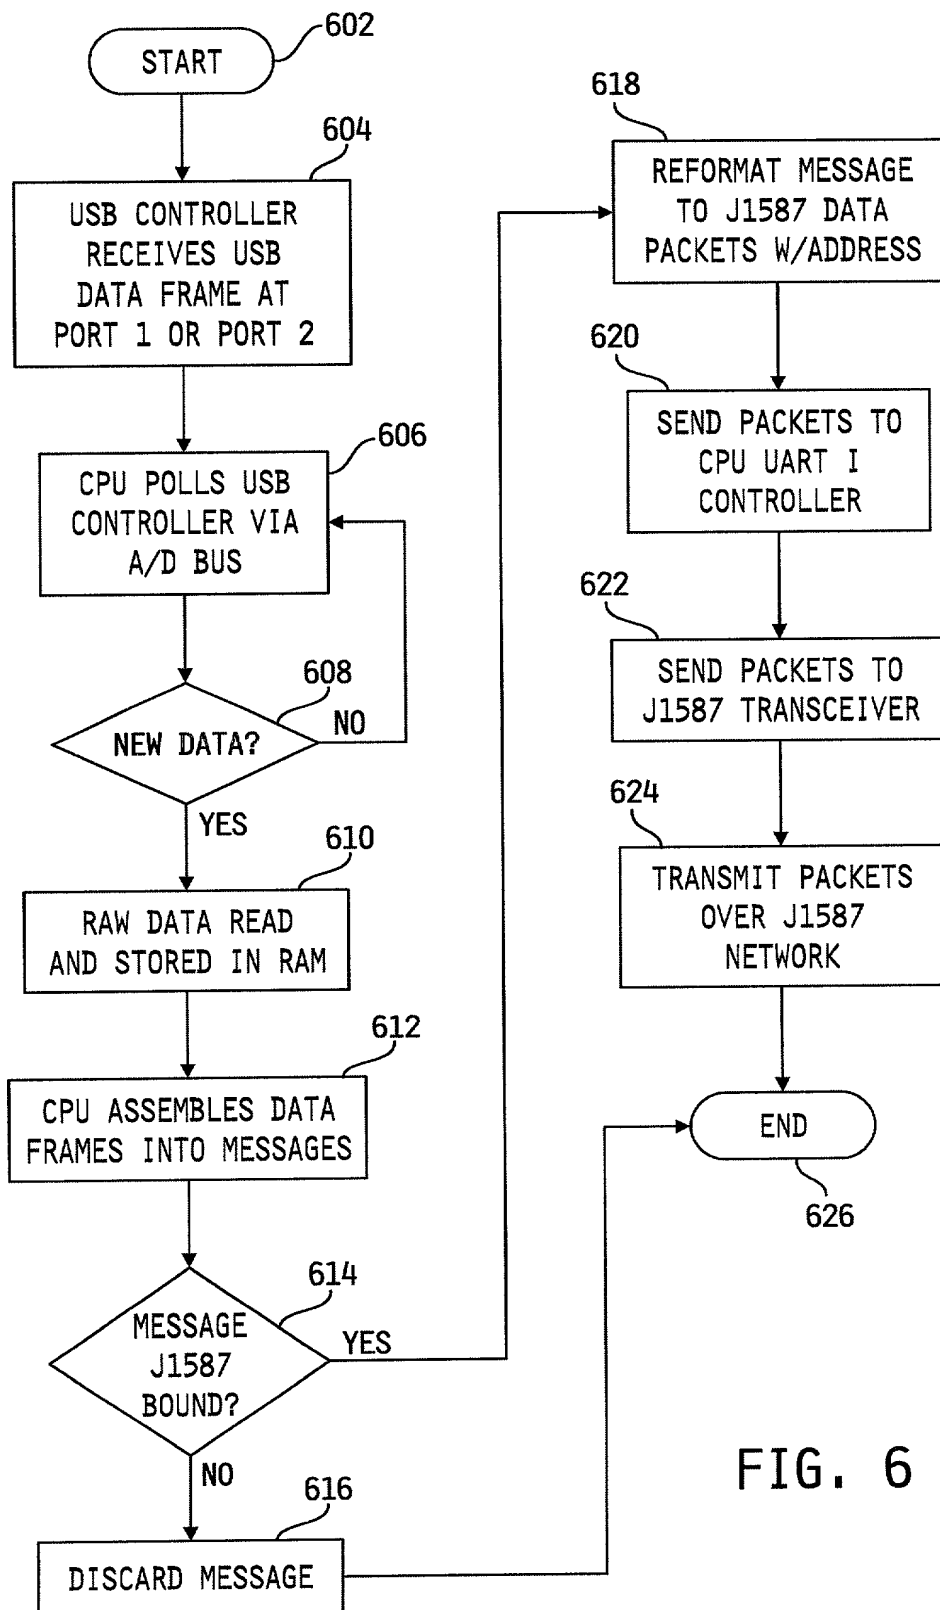 602
START
604
USB CONTROLLER
RECEIVES USB
DATA FRAME AT
PORT 1 OR PORT 2
606
CPU POLLS USB
CONTROLLER VIA
A/D BUS
608
NEW DATA?
NO
YES
610
RAW DATA READ
AND STORED IN RAM
612
CPU ASSEMBLES DATA
FRAMES INTO MESSAGES
614
MESSAGE
J1587
BOUND?
YES
NO
616
DISCARD MESSAGE
618
REFORMAT MESSAGE
TO J1587 DATA
PACKETS W/ADDRESS
620
SEND PACKETS TO
CPU UART I
CONTROLLER
622
SEND PACKETS TO
J1587 TRANSCEIVER
624
TRANSMIT PACKETS
OVER J1587
NETWORK
END
626
FIG. 6